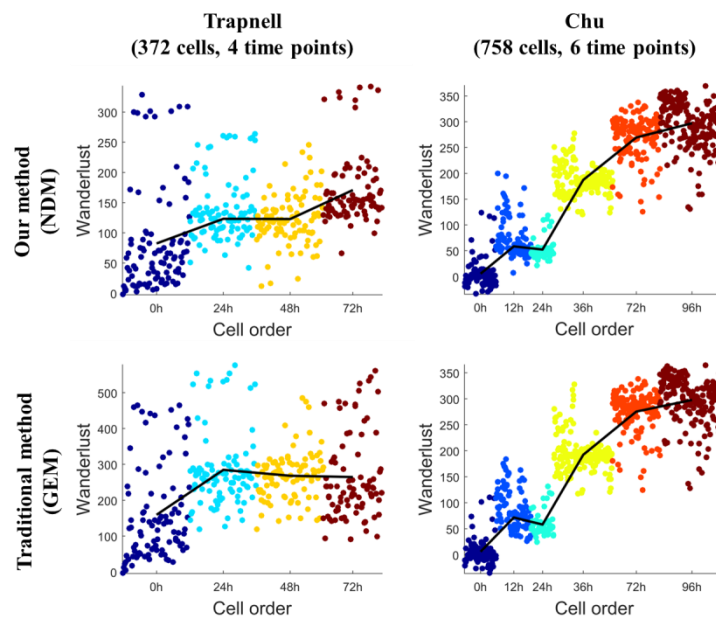 Trapnell
(372 cells, 4 time points)
Chu
(758 cells, 6 time points)
Our method
(NDM)
Wanderlust
300
250
200
150
100
50
0
0h 24h 48h 72h
Cell order
Wanderlust
350
300
250
200
150
100
50
0
0h 12h 24h 36h 72h 96h
Cell order
Traditional method
(GEM)
Wanderlust
500
400
300
200
100
0
0h 24h 48h 72h
Cell order
Wanderlust
350
300
250
200
150
100
50
0
0h 12h 24h 36h 72h 96h
Cell order